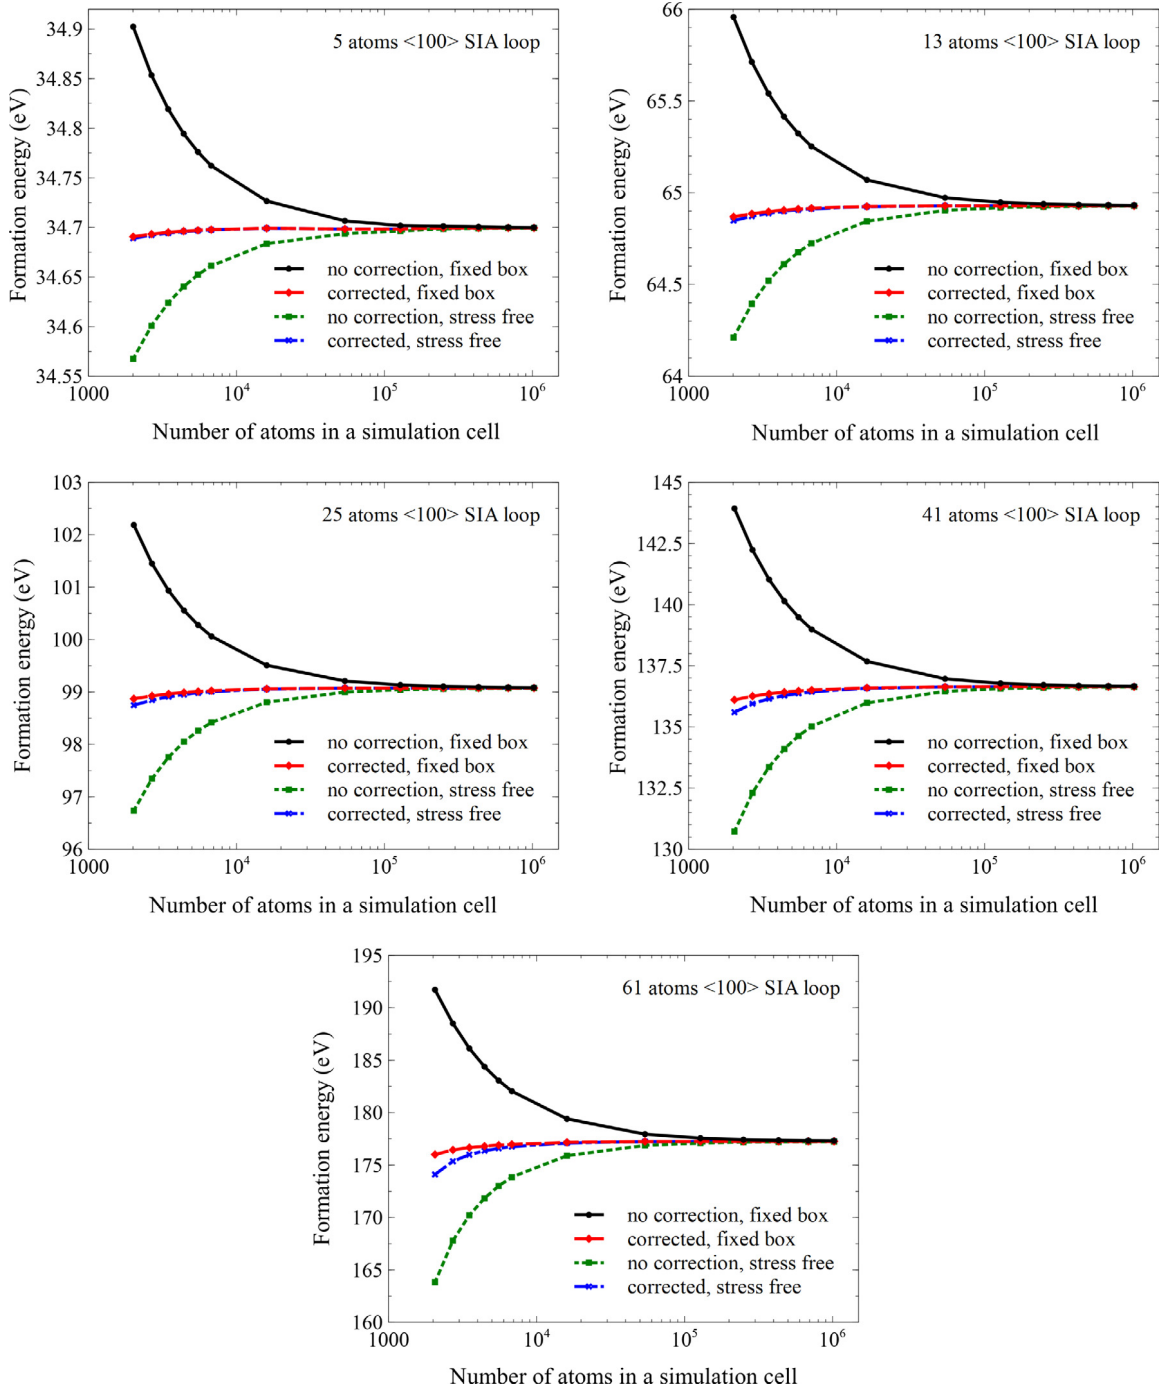 5 atoms <100> SIA loop
Formation energy (eV)
34.9
34.85
34.8
34.75
34.7
34.65
34.6
34.55
no correction, fixed box
corrected, fixed box
no correction, stress free
corrected, stress free
1000 10^4 10^5 10^6
Number of atoms in a simulation cell
13 atoms <100> SIA loop
Formation energy (eV)
66
65.5
65
64.5
64
no correction, fixed box
corrected, fixed box
no correction, stress free
corrected, stress free
1000 10^4 10^5 10^6
Number of atoms in a simulation cell
25 atoms <100> SIA loop
Formation energy (eV)
103
102
101
100
99
98
97
96
no correction, fixed box
corrected, fixed box
no correction, stress free
corrected, stress free
1000 10^4 10^5 10^6
Number of atoms in a simulation cell
41 atoms <100> SIA loop
Formation energy (eV)
145
142.5
140
137.5
135
132.5
130
no correction, fixed box
corrected, fixed box
no correction, stress free
corrected, stress free
1000 10^4 10^5 10^6
Number of atoms in a simulation cell
61 atoms <100> SIA loop
Formation energy (eV)
195
190
185
180
175
170
165
160
no correction, fixed box
corrected, fixed box
no correction, stress free
corrected, stress free
1000 10^4 10^5 10^6
Number of atoms in a simulation cell